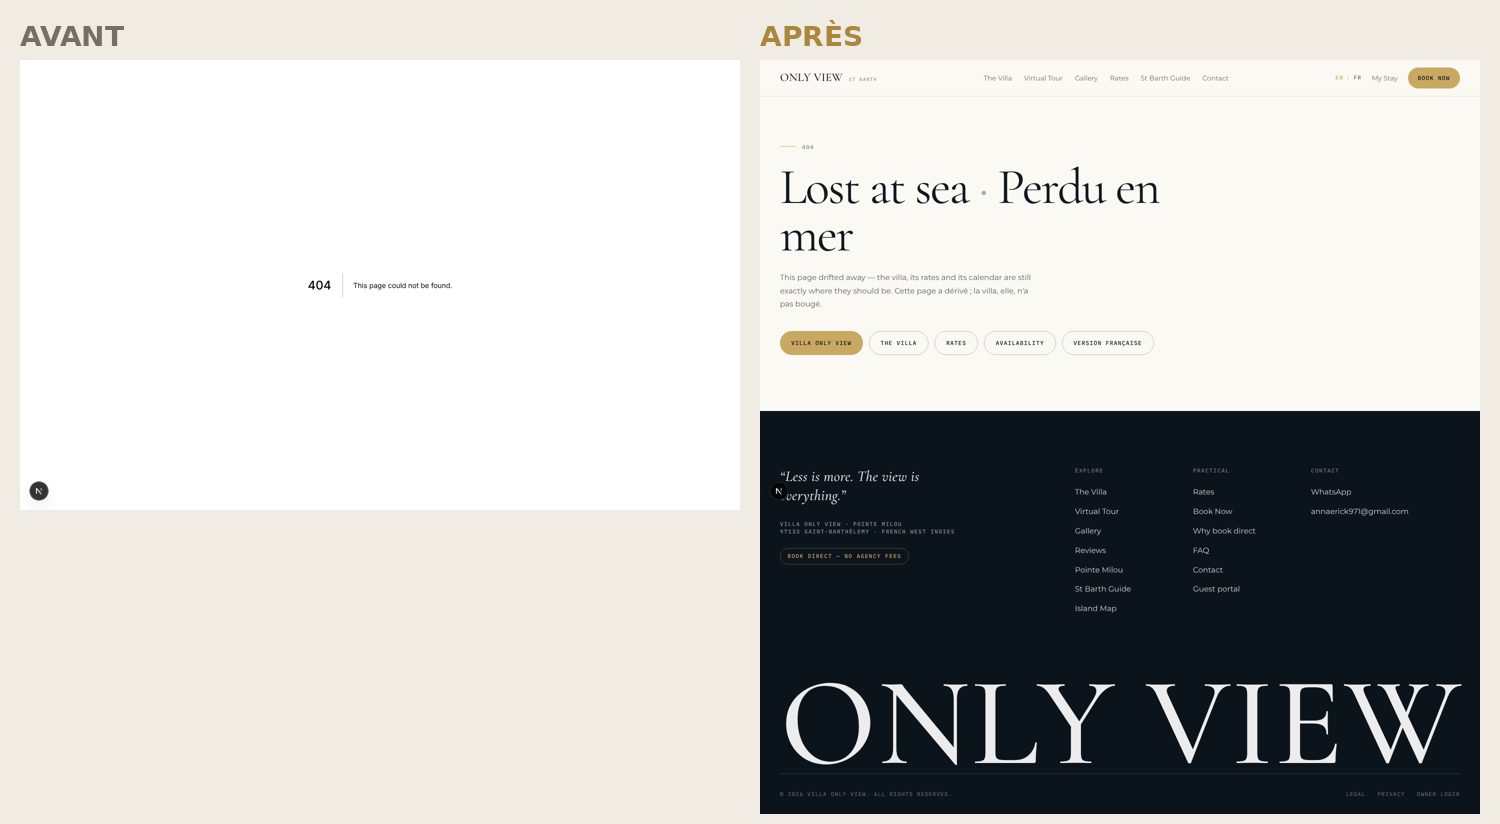 AVANT
404
This page could not be found.
N
APRÈS
ONLY VIEW ST BARTH
The Villa Virtual Tour Gallery Rates St Barth Guide Contact
EN / FR My Stay BOOK NOW
404
Lost at sea · Perdu en
mer
This page drifted away — the villa, its rates and its calendar are still
exactly where they should be. Cette page a dérivé ; la villa, elle, n'a
pas bougé.
VILLA ONLY VIEW THE VILLA RATES AVAILABILITY VERSION FRANÇAISE
“Less is more. The view is
everything.”
N
VILLA ONLY VIEW · POINTE MILOU
97133 SAINT-BARTHÉLEMY · FRENCH WEST INDIES
BOOK DIRECT — NO AGENCY FEES
EXPLORE
The Villa
Virtual Tour
Gallery
Reviews
Pointe Milou
St Barth Guide
Island Map
PRACTICAL
Rates
Book Now
Why book direct
FAQ
Contact
Guest portal
CONTACT
WhatsApp
annaerick971@gmail.com
ONLY VIEW
© 2026 VILLA ONLY VIEW. ALL RIGHTS RESERVED.
LEGAL PRIVACY OWNER LOGIN